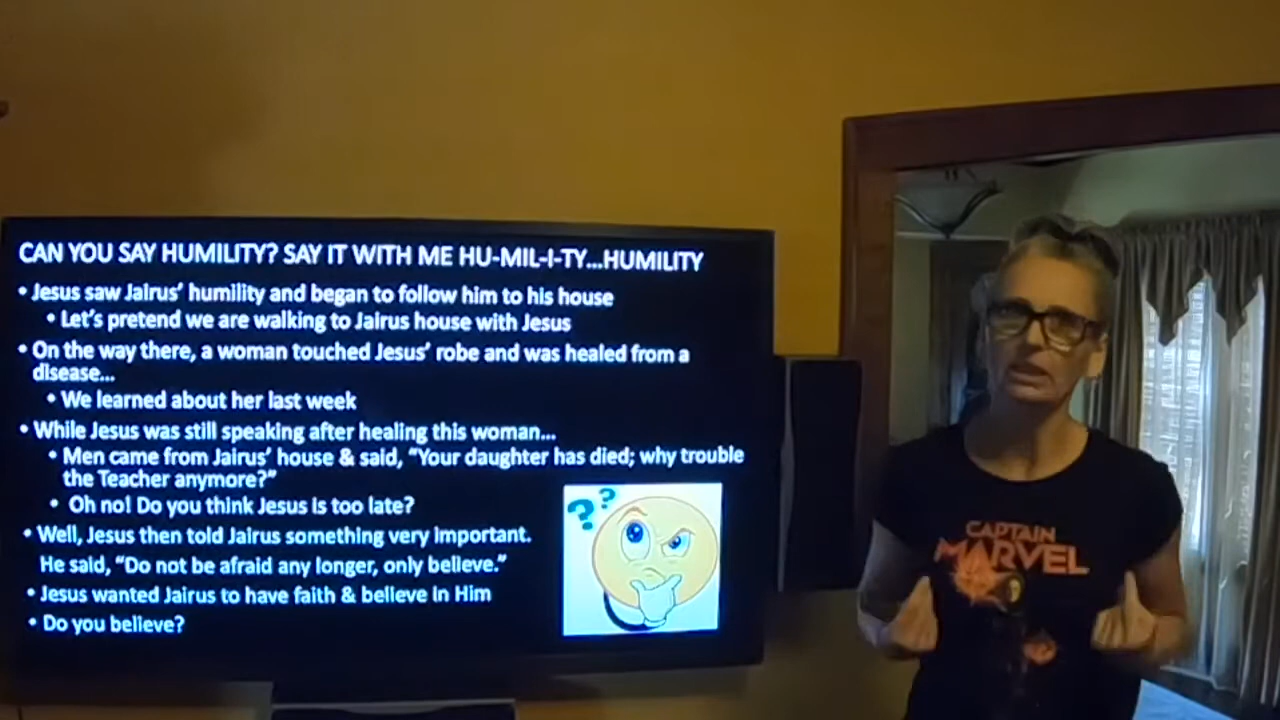 CAN YOU SAY HUMILITY? SAY IT WITH ME HU-MIL-I-TY...HUMILITY
• Jesus saw Jairus' humility and began to follow him to his house
• Let's pretend we are walking to Jairus house with Jesus
• On the way there, a woman touched Jesus' robe and was healed from a
disease...
• We learned about her last week
• While Jesus was still speaking after healing this woman...
• Men came from Jairus' house & said, "Your daughter has died; why trouble
the Teacher anymore?"
• Oh no! Do you think Jesus is too late?
• Well, Jesus then told Jairus something very important.
He said, "Do not be afraid any longer, only believe."
• Jesus wanted Jairus to have faith & believe in Him
• Do you believe?
? ?
CAPTAIN
MARVEL